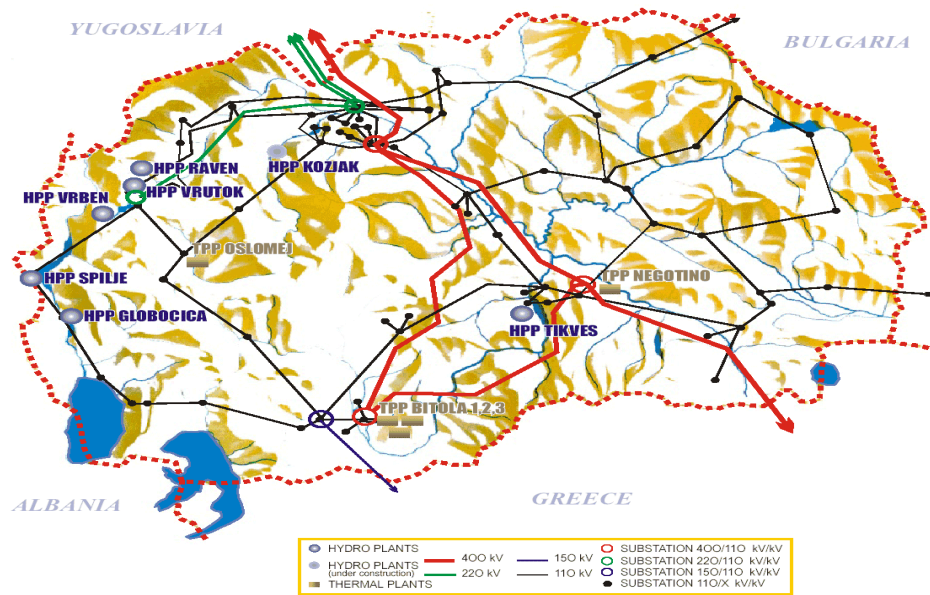 YUGOSLAVIA
BULGARIA
HPP RAVEN
HPP KOZJAK
HPP VRUTOK
HPP VRBEN
TPP OSLOMEJ
HPP SPILJE
TPP NEGOTINO
HPP GLOBOCICA
HPP TIKVES
TPP BITOLA 1,2,3
ALBANIA
GREECE
HYDRO PLANTS
HYDRO PLANTS
(under construction)
THERMAL PLANTS
400 kV
220 kV
150 kV
110 kV
SUBSTATION 400/110 kV/kV
SUBSTATION 220/110 kV/kV
SUBSTATION 150/110 kV/kV
SUBSTATION 110/X kV/kV